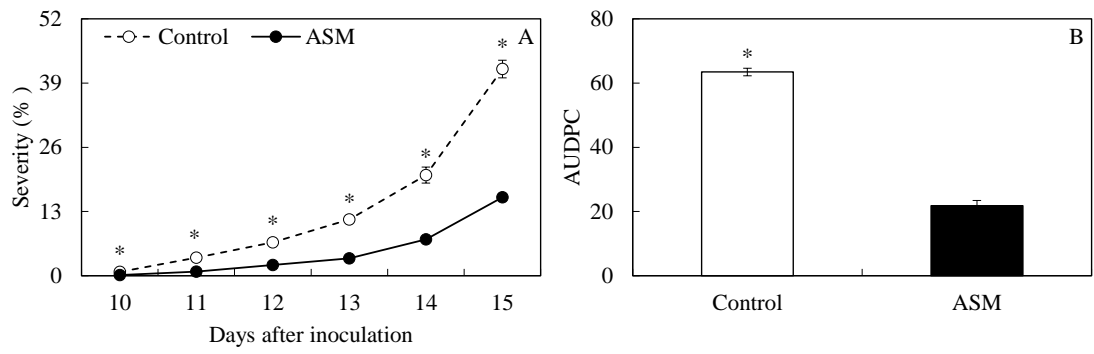 52
39
26
13
0
Severity (%)
Control
ASM
A
*
*
*
*
*
*
10 11 12 13 14 15
Days after inoculation
80
60
40
20
0
AUDPC
B
*
Control
ASM